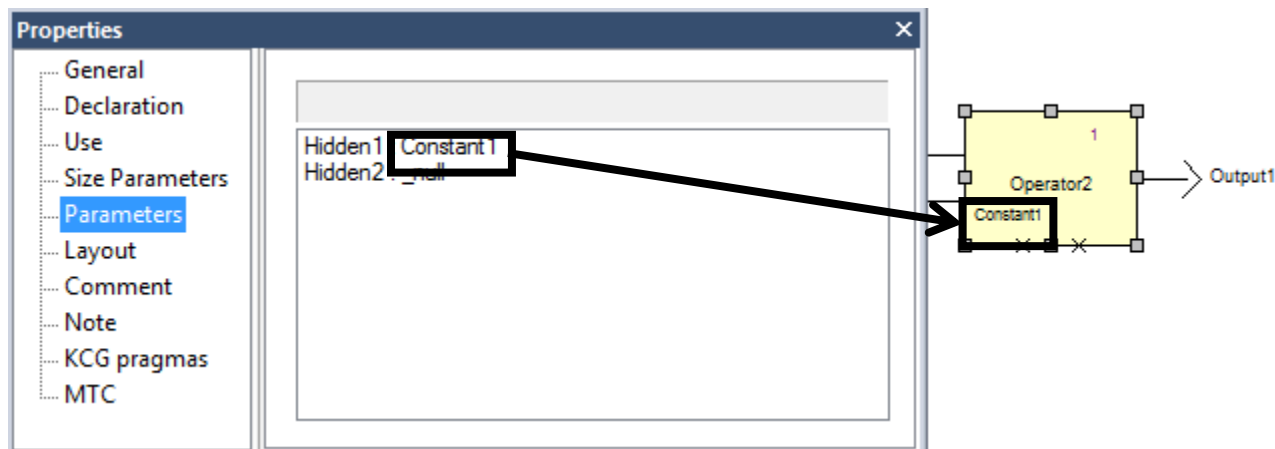 Properties
General
Declaration
Use
Size Parameters
Parameters
Layout
Comment
Note
KCG pragmas
MTC
Hidden1 Constant1
Hidden2 : _null
1
Operator2
Constant1
Output1